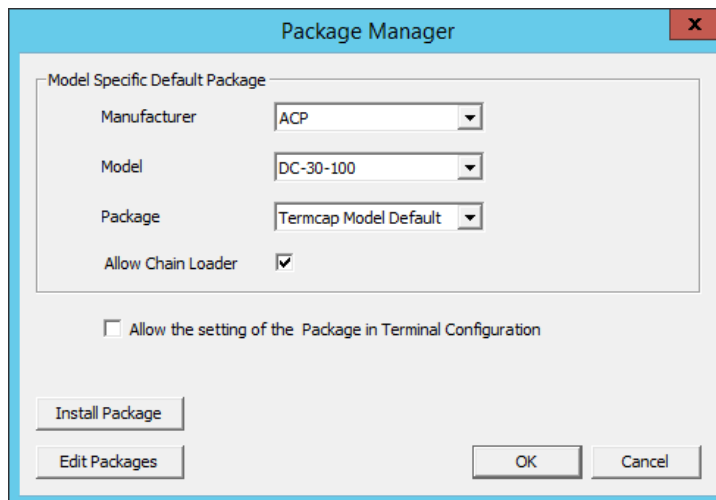 Package Manager
x
Model Specific Default Package
Manufacturer ACP
Model DC-30-100
Package Termcap Model Default
Allow Chain Loader
Allow the setting of the Package in Terminal Configuration
Install Package
Edit Packages OK Cancel